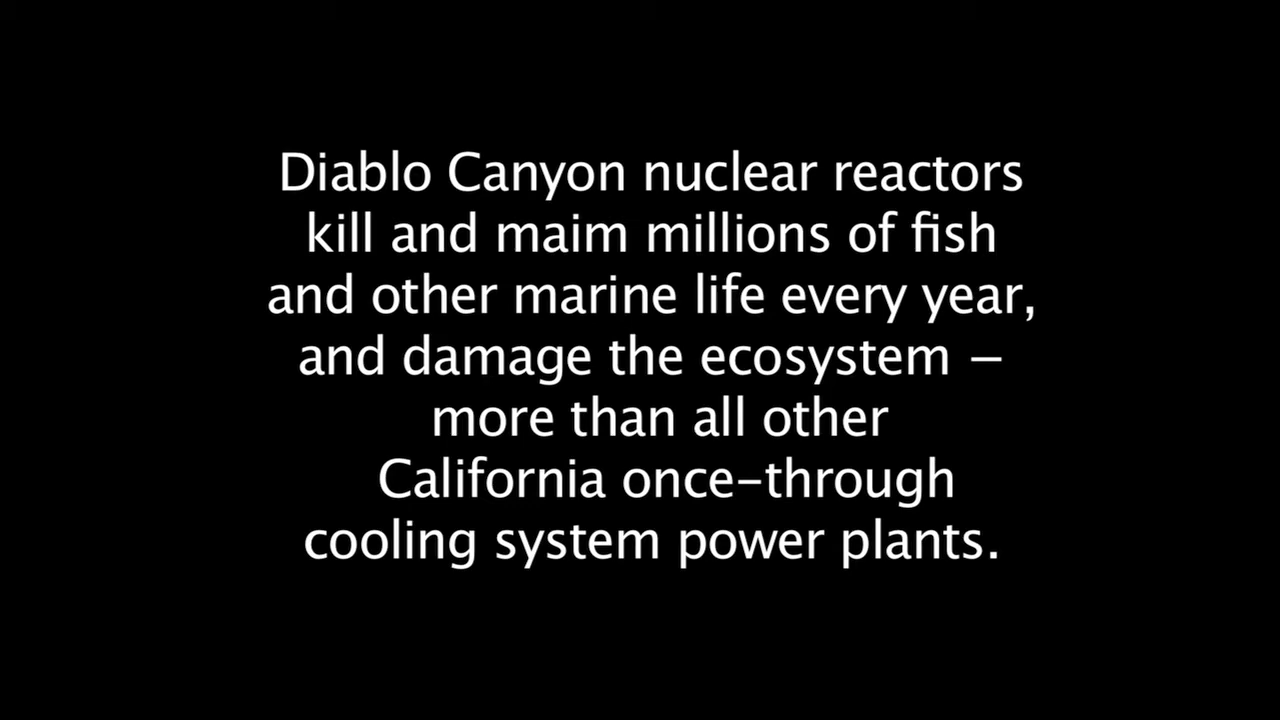 Diablo Canyon nuclear reactors
kill and maim millions of fish
and other marine life every year,
and damage the ecosystem –
more than all other
California once–through
cooling system power plants.